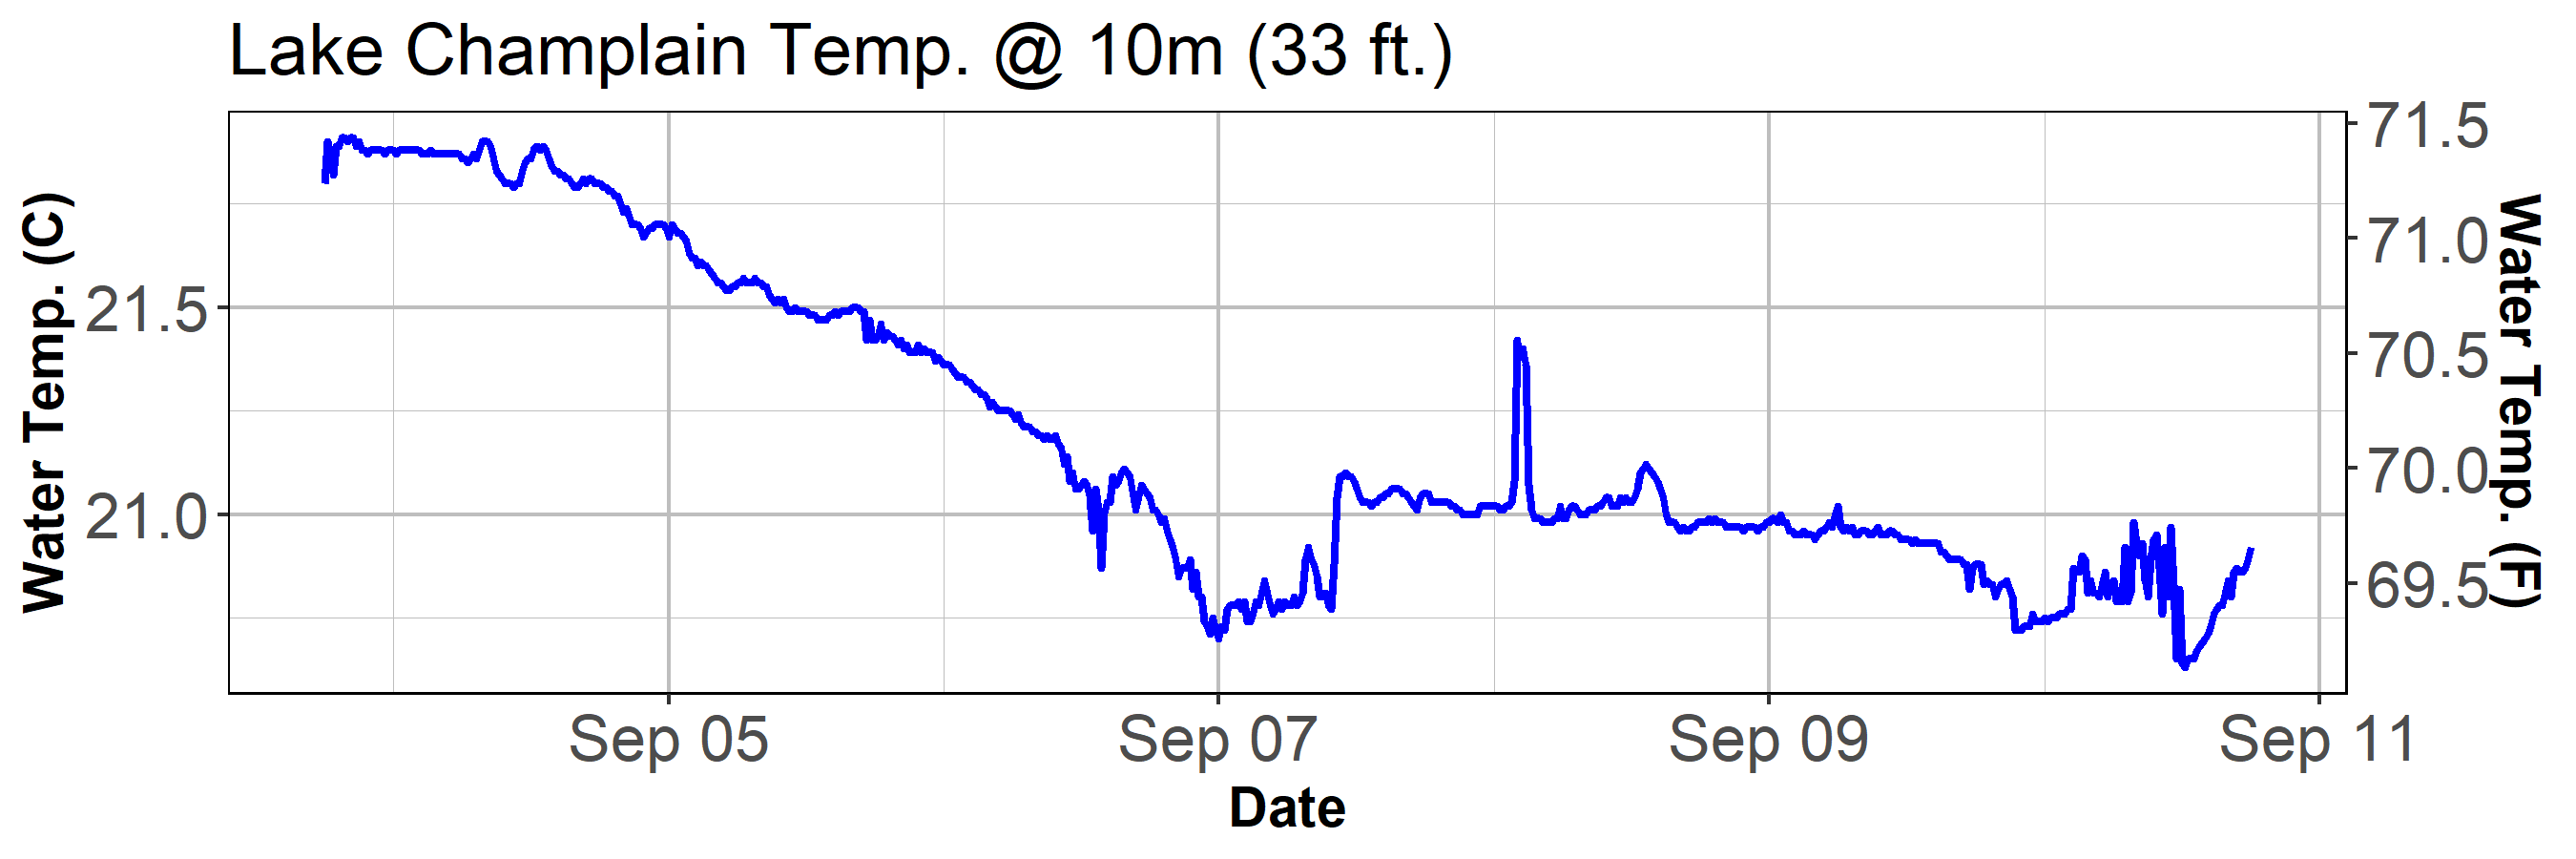 Lake Champlain Temp. @ 10m (33 ft.)
Water Temp. (C)
21.5
21.0
71.5
71.0
70.5
70.0
69.5
Water Temp. (F)
Sep 05
Sep 07
Sep 09
Sep 11
Date